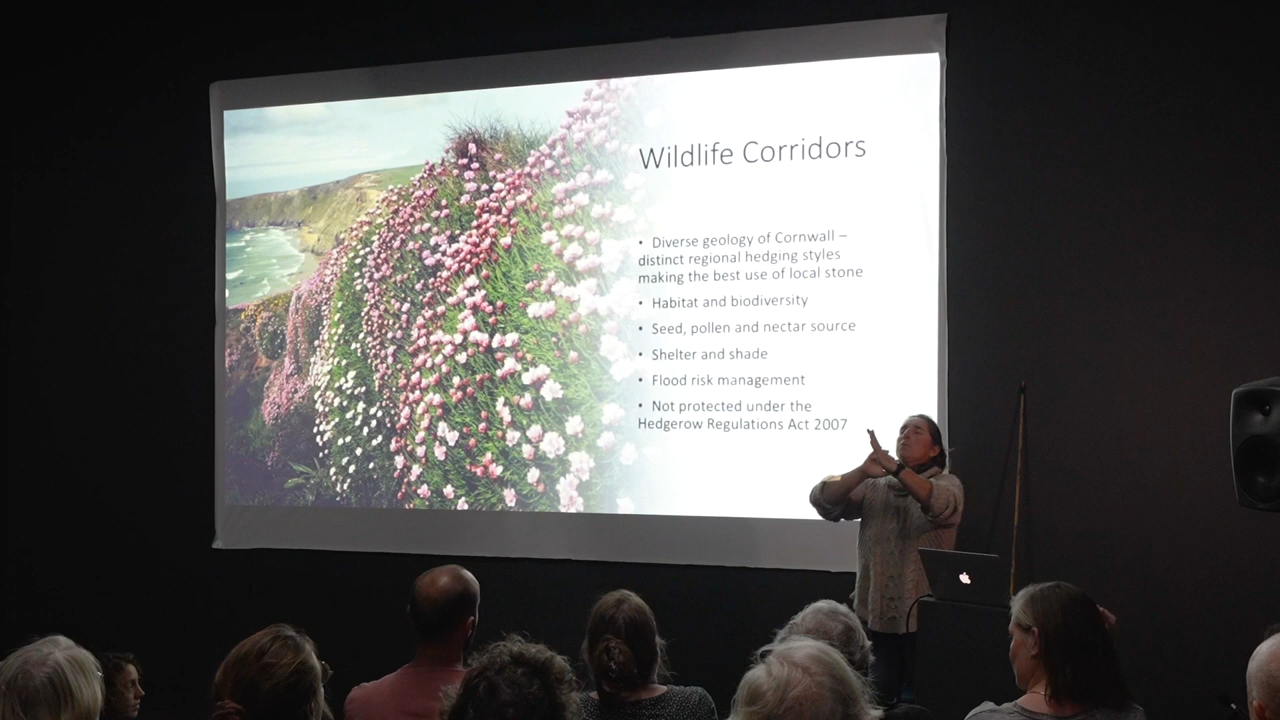 Wildlife Corridors
• Diverse geology of Cornwall –
distinct regional hedging styles
making the best use of local stone
• Habitat and biodiversity
• Seed, pollen and nectar source
• Shelter and shade
• Flood risk management
• Not protected under the
Hedgerow Regulations Act 2007